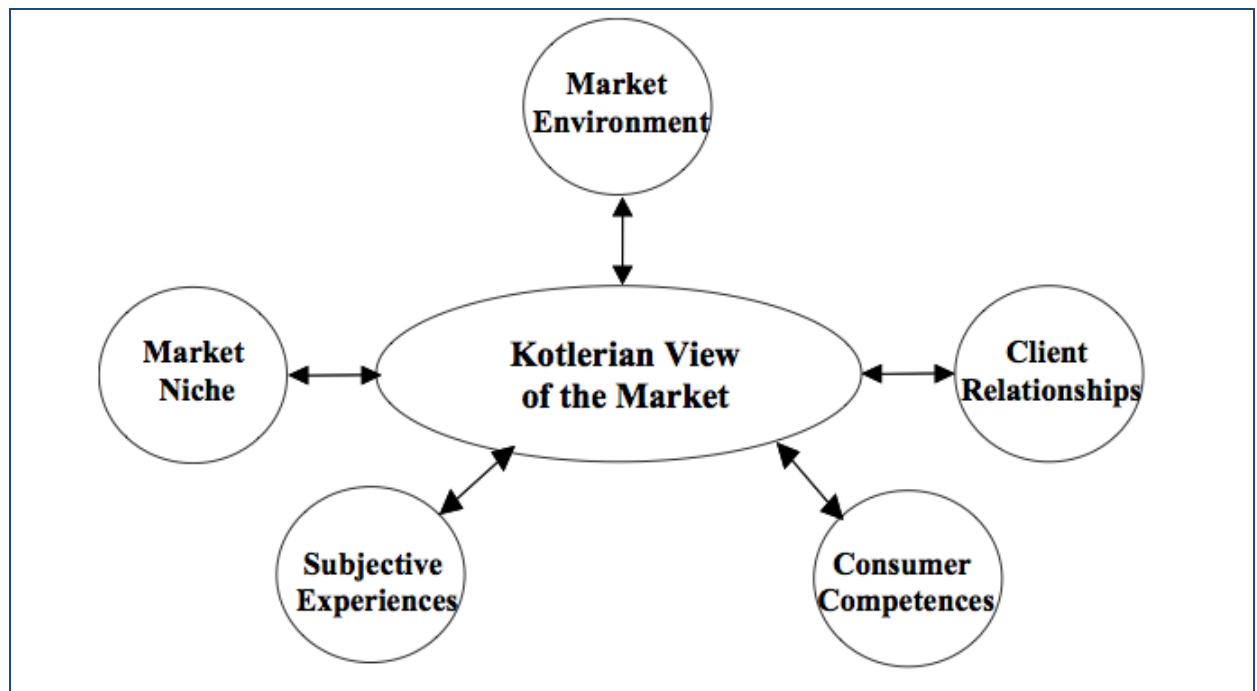 Market
Environment
Market
Niche
Kotlerian View
of the Market
Client
Relationships
Subjective
Experiences
Consumer
Competences